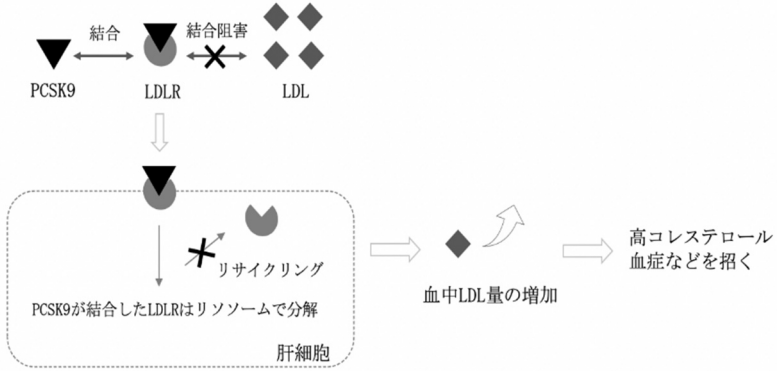 結合
結合阻害
PCSK9
LDLR
LDL
リサイクリング
PCSK9が結合したLDLRはリソソームで分解
肝細胞
血中LDL量の増加
高コレステロール
血症などを招く